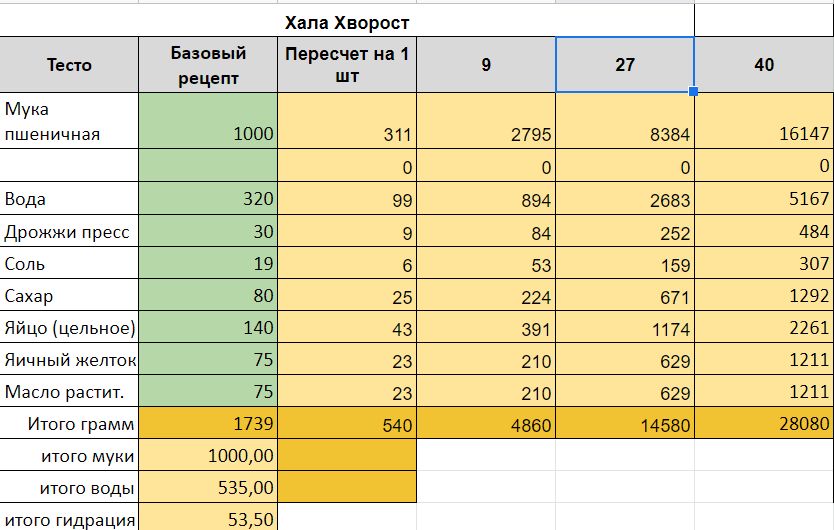 Хала Хворост
Тесто Базовый рецепт Пересчет на 1 шт 9 27 40
Мука пшеничная 1000 311 2795 8384 16147
0 0 0 0
Вода 320 99 894 2683 5167
Дрожжи пресс 30 9 84 252 484
Соль 19 6 53 159 307
Сахар 80 25 224 671 1292
Яйцо (цельное) 140 43 391 1174 2261
Яичный желток 75 23 210 629 1211
Масло растит. 75 23 210 629 1211
Итого грамм 1739 540 4860 14580 28080
итого муки 1000,00
итого воды 535,00
итого гидрация 53,50